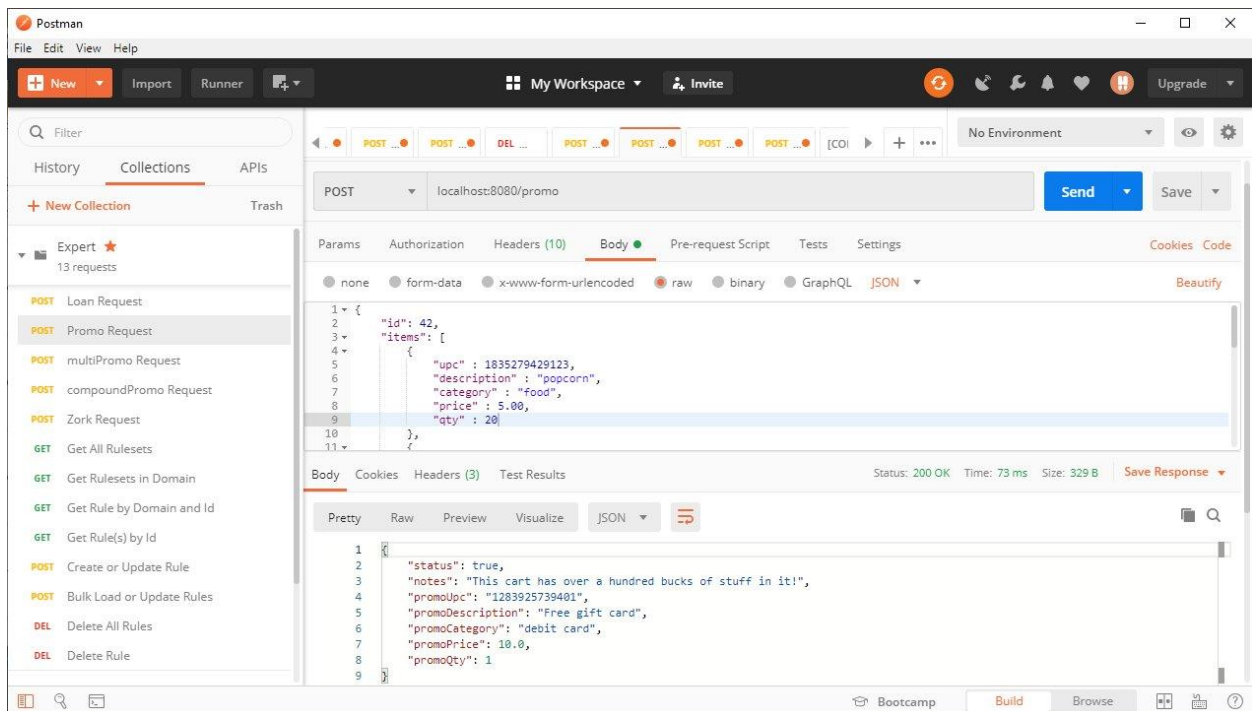 Postman
File Edit View Help
New Import Runner My Workspace Invite Upgrade
Filter
History Collections APIs
+ New Collection Trash
Expert
13 requests
POST Loan Request
POST Promo Request
POST multiPromo Request
POST compoundPromo Request
POST Zork Request
GET Get All Rulesets
GET Get Rulesets in Domain
GET Get Rule by Domain and Id
GET Get Rule(s) by Id
POST Create or Update Rule
POST Bulk Load or Update Rules
DEL Delete All Rules
DEL Delete Rule
POST ... POST ... DEL ... POST ... POST ... POST ... POST ... [CO + ••• No Environment
POST localhost:8080/promo Send Save
Params Authorization Headers (10) Body Pre-request Script Tests Settings Cookies Code
none form-data x-www-form-urlencoded raw binary GraphQL JSON Beautify
1 {
2 "id": 42,
3 "items": [
4 {
5 "upc" : 1835279429123,
6 "description" : "popcorn",
7 "category" : "food",
8 "price" : 5.00,
9 "qty" : 20
10 },
11 {
Body Cookies Headers (3) Test Results Status: 200 OK Time: 73 ms Size: 329 B Save Response
Pretty Raw Preview Visualize JSON
1 {
2 "status": true,
3 "notes": "This cart has over a hundred bucks of stuff in it!",
4 "promoUpc": "1283925739401",
5 "promoDescription": "Free gift card",
6 "promoCategory": "debit card",
7 "promoPrice": 10.0,
8 "promoQty": 1
9 }
Bootcamp Build Browse